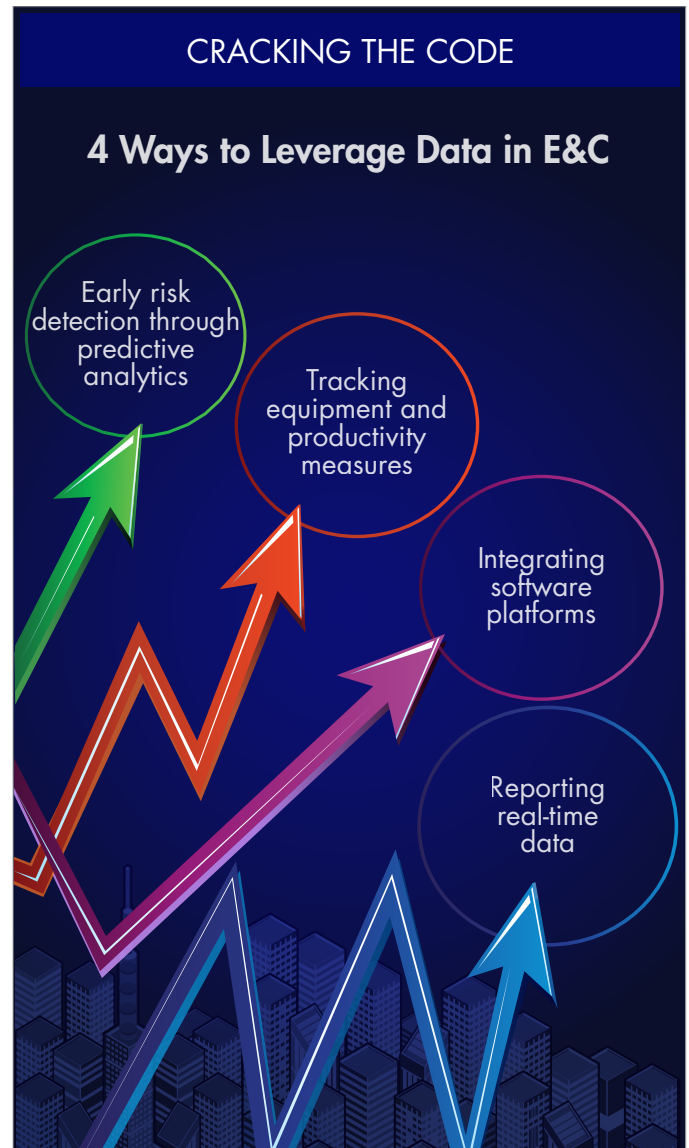 CRACKING THE CODE
4 Ways to Leverage Data in E&C
Early risk
detection through
predictive
analytics
Tracking
equipment and
productivity
measures
Integrating
software
platforms
Reporting
real-time
data